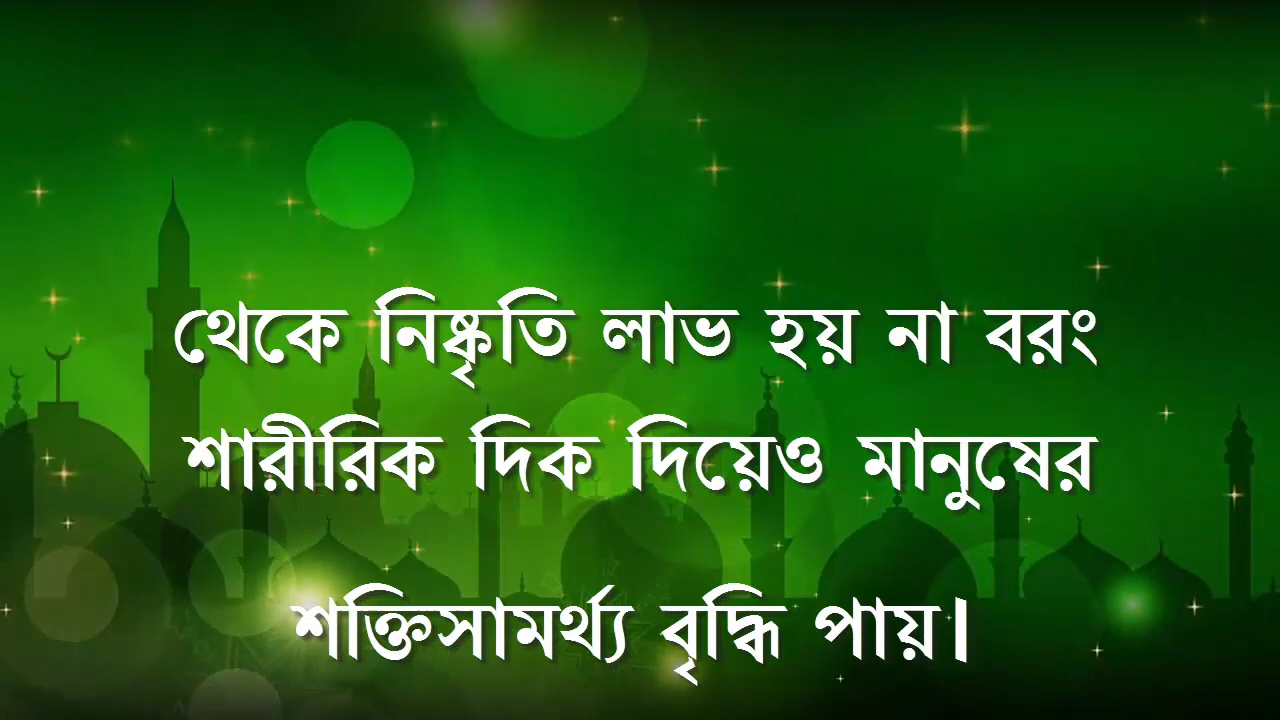 থেকে নিষ্কৃতি লাভ হয় না বরং
শারীরিক দিক দিয়েও মানুষের
শক্তিসামর্থ্য বৃদ্ধি পায়।